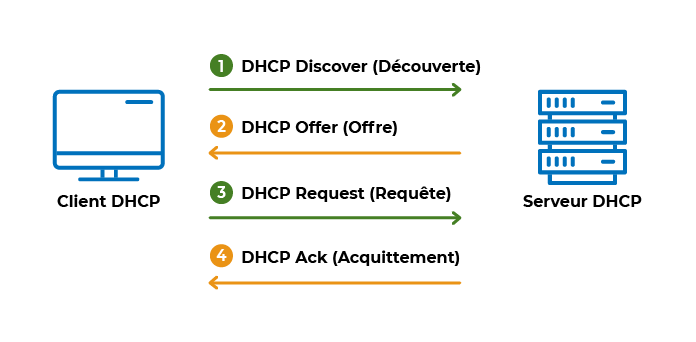 1 DHCP Discover (Découverte)
2 DHCP Offer (Offre)
3 DHCP Request (Requête)
Client DHCP
Serveur DHCP
4 DHCP Ack (Acquittement)